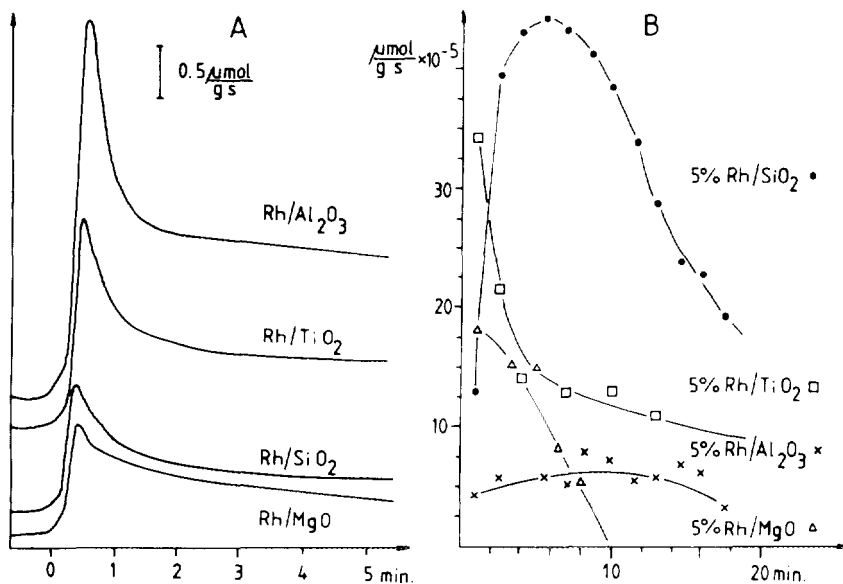 A
0.5 μmol
g s
Rh/Al₂O₃
Rh/TiO₂
Rh/SiO₂
Rh/MgO
0 1 2 3 4 5 min.
μmol
g s ×10⁻⁵
B
30
20
10
5% Rh/SiO₂ •
5% Rh/TiO₂ □
5% Rh/Al₂O₃ ×
5% Rh/MgO △
10 20 min.